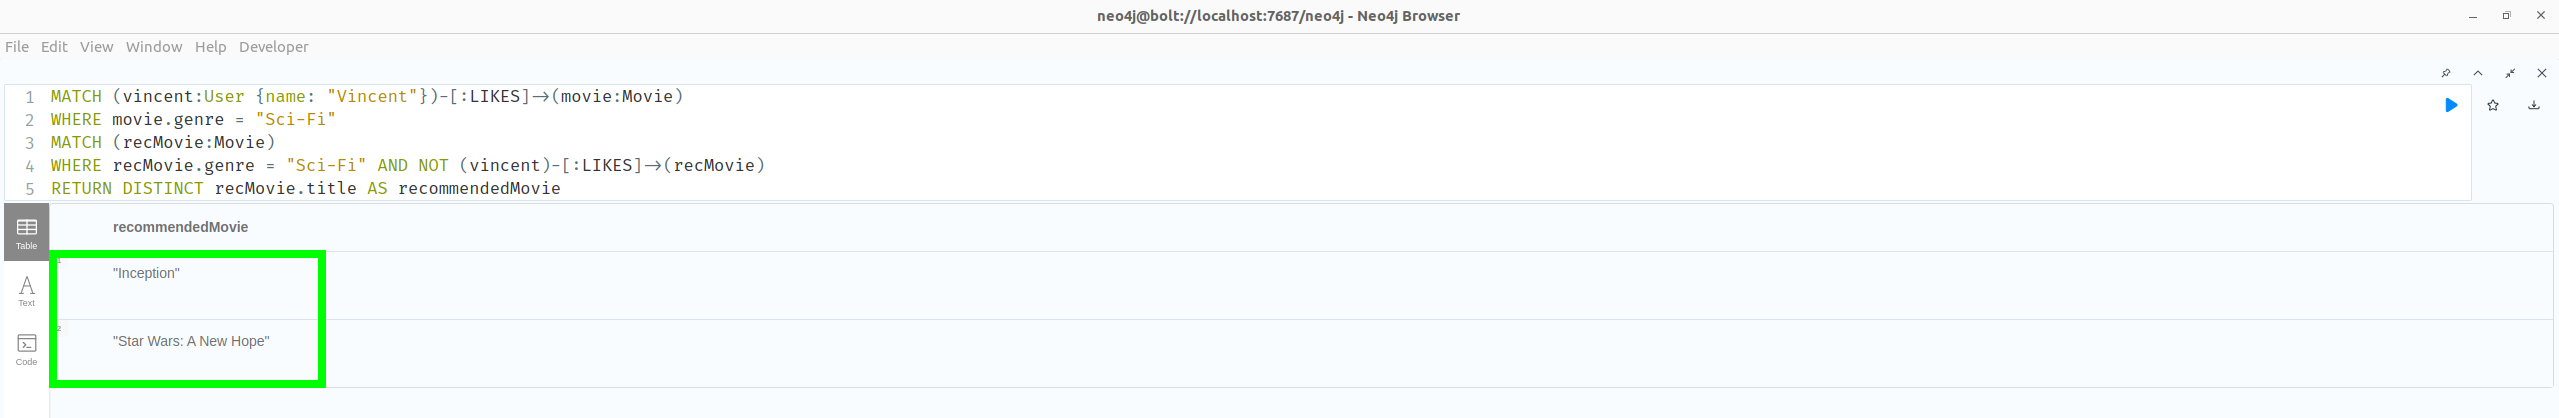 neo4j@bolt://localhost:7687/neo4j - Neo4j Browser
File Edit View Window Help Developer
1 MATCH (vincent:User {name: "Vincent"})-[:LIKES]->(movie:Movie)
2 WHERE movie.genre = "Sci-Fi"
3 MATCH (recMovie:Movie)
4 WHERE recMovie.genre = "Sci-Fi" AND NOT (vincent)-[:LIKES]->(recMovie)
5 RETURN DISTINCT recMovie.title AS recommendedMovie
Table
recommendedMovie
1
"Inception"
Text
2
"Star Wars: A New Hope"
Code